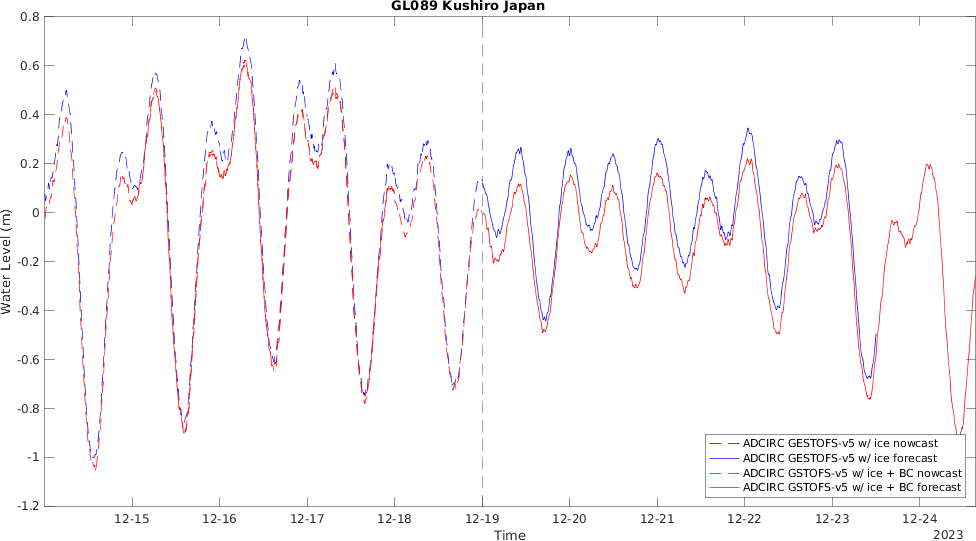 GL089 Kushiro Japan
0.8
0.6
0.4
0.2
0
-0.2
-0.4
-0.6
-0.8
-1
-1.2
Water Level (m)
12-15 12-16 12-17 12-18 12-19 12-20 12-21 12-22 12-23 12-24
Time
2023
ADCIRC GESTOFS-v5 w/ ice nowcast
ADCIRC GESTOFS-v5 w/ ice forecast
ADCIRC GSTOFS-v5 w/ ice + BC nowcast
ADCIRC GSTOFS-v5 w/ ice + BC forecast